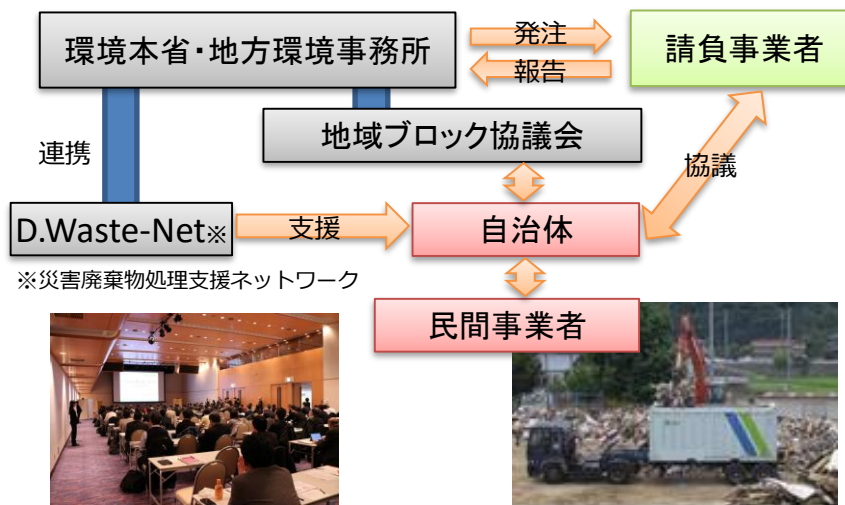 環境本省・地方環境事務所
発注
報告
請負事業者
地域ブロック協議会
連携
協議
D.Waste-Net※
支援
自治体
※災害廃棄物処理支援ネットワーク
民間事業者